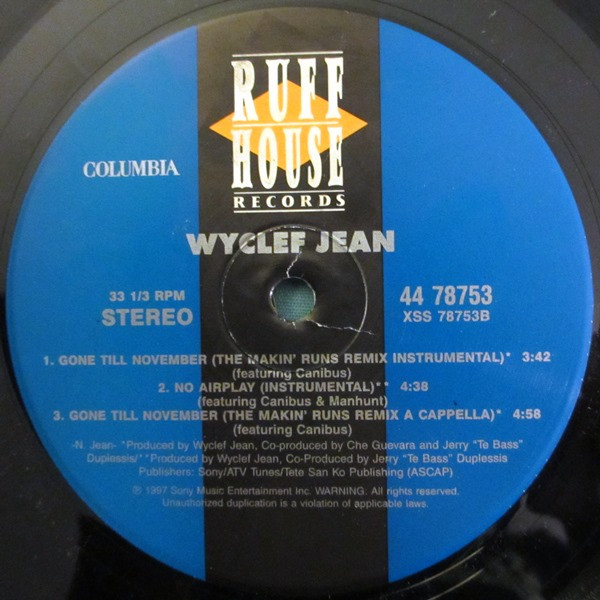 RUFF
HOUSE
RECORDS
COLUMBIA
WYCLEF JEAN
33 1/3 RPM
STEREO
44 78753
XSS 78753B
1. GONE TILL NOVEMBER (THE MAKIN' RUNS REMIX INSTRUMENTAL)* 3:42
(featuring Canibus)
2. NO AIRPLAY (INSTRUMENTAL)** 4:38
(featuring Canibus & Manhunt)
3. GONE TILL NOVEMBER (THE MAKIN' RUNS REMIX A CAPPELLA)* 4:58
(featuring Canibus)
-N. Jean- *Produced by Wyclef Jean, Co-produced by Che Guevara and Jerry "Te Bass"
Duplessis/**Produced by Wyclef Jean, Co-Produced by Jerry "Te Bass" Duplessis
Publishers: Sony/ATV Tunes/Tete San Ko Publishing (ASCAP)
℗ 1997 Sony Music Entertainment Inc. WARNING: All rights reserved.
Unauthorized duplication is a violation of applicable laws.